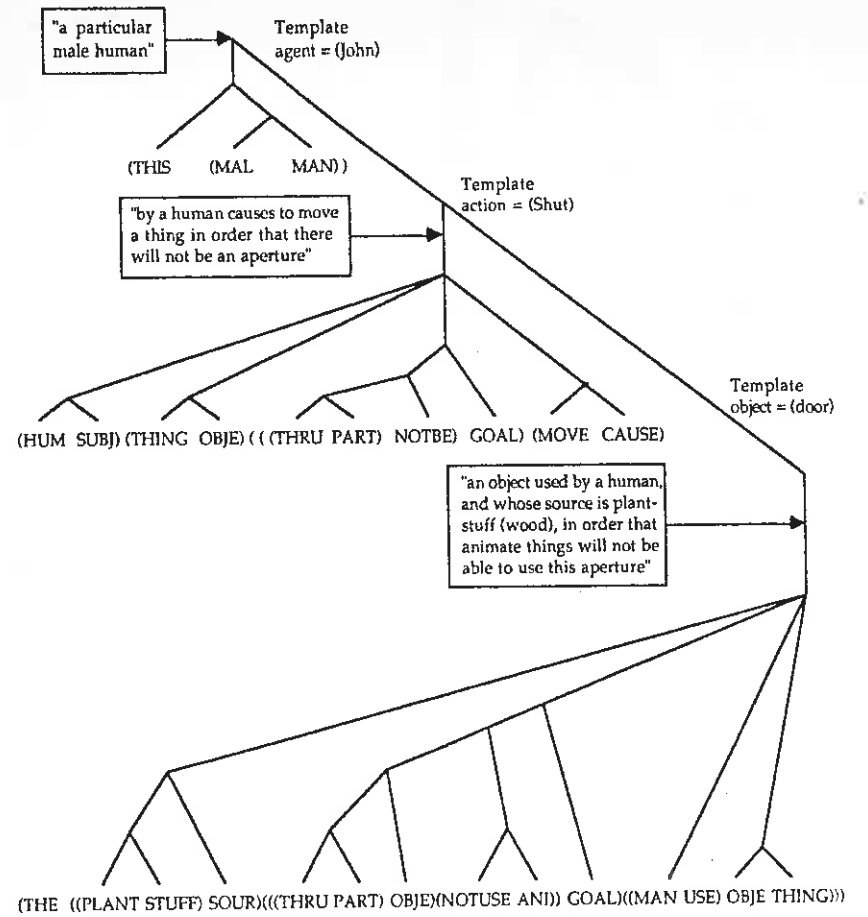 "a particular
male human"
Template
agent = (John)
(THIS (MAL MAN))
Template
action = (Shut)
"by a human causes to move
a thing in order that there
will not be an aperture"
(HUM SUBJ) (THING OBJE) ( ( (THRU PART) NOTBE) GOAL) (MOVE CAUSE)
Template
object = (door)
"an object used by a human,
and whose source is plant-
stuff (wood), in order that
animate things will not be
able to use this aperture"
(THE ((PLANT STUFF) SOUR)(((THRU PART) OBJE)(NOTUSE ANI)) GOAL)((MAN USE) OBJE THING)))